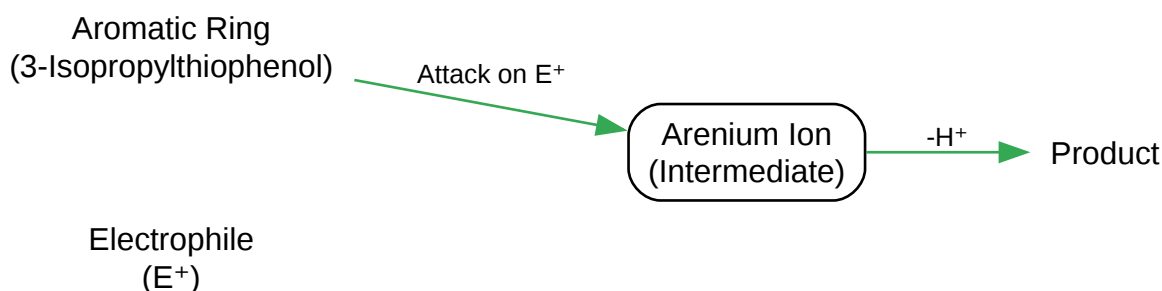 Aromatic Ring
(3-Isopropylthiophenol)
Attack on E⁺
Arenium Ion
(Intermediate)
-H⁺
Product
Electrophile
(E⁺)